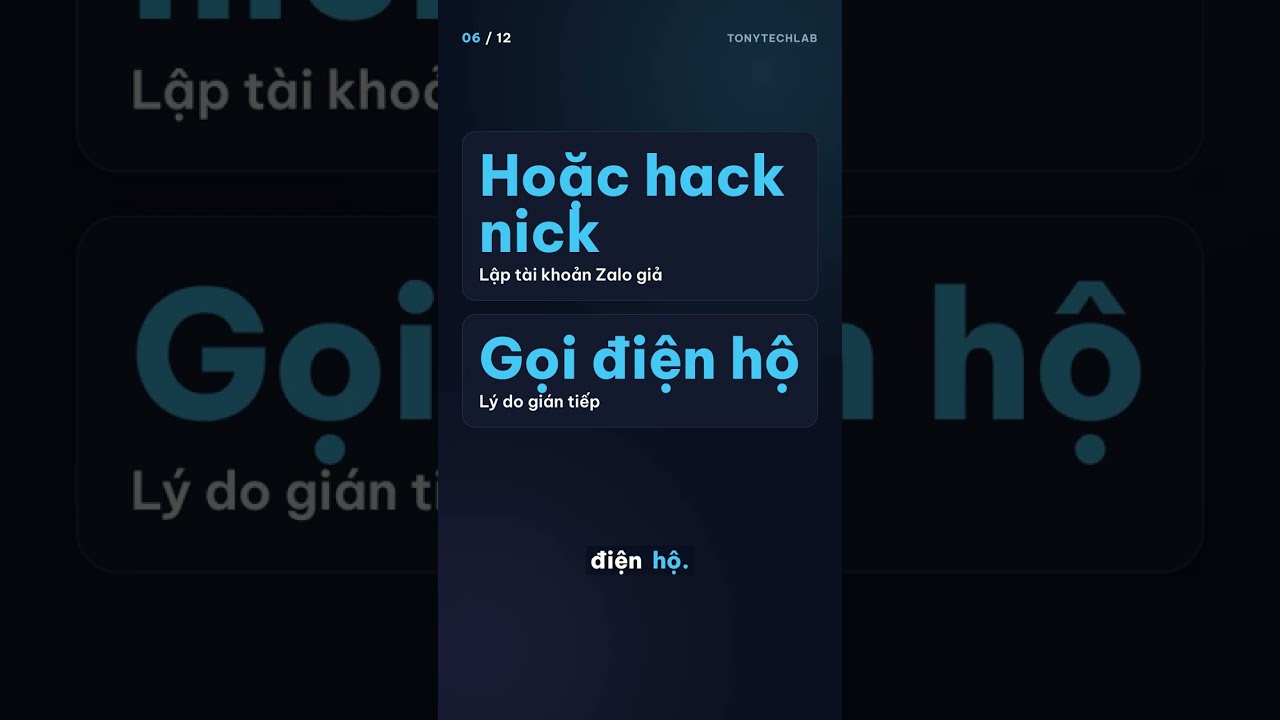 06 / 12
TONYTECHLAB
Hoặc hack
nick
Lập tài khoản Zalo giả
Gọi điện hộ
Lý do gián tiếp
điện hộ.